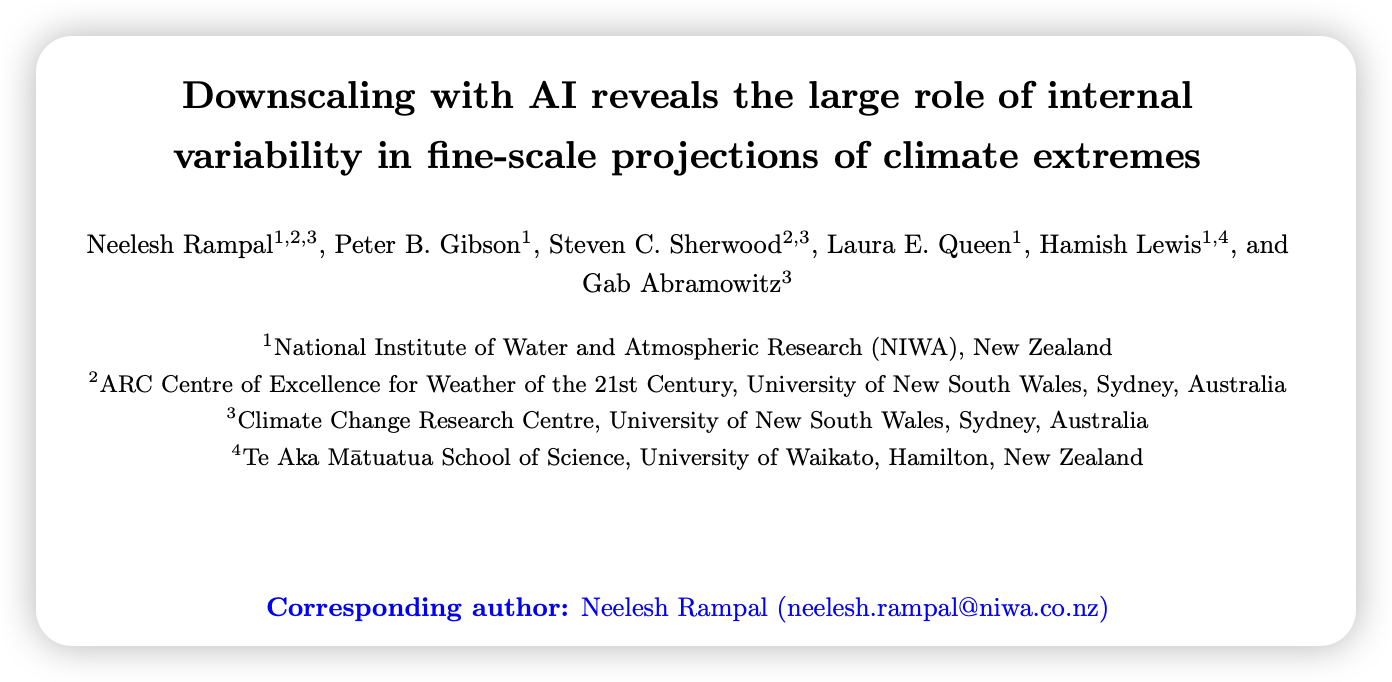 Downscaling with AI reveals the large role of internal
variability in fine-scale projections of climate extremes
Neelesh Rampal1,2,3, Peter B. Gibson1, Steven C. Sherwood2,3, Laura E. Queen1, Hamish Lewis1,4, and
Gab Abramowitz3
1National Institute of Water and Atmospheric Research (NIWA), New Zealand
2ARC Centre of Excellence for Weather of the 21st Century, University of New South Wales, Sydney, Australia
3Climate Change Research Centre, University of New South Wales, Sydney, Australia
4Te Aka Mātuatua School of Science, University of Waikato, Hamilton, New Zealand
Corresponding author: Neelesh Rampal (neelesh.rampal@niwa.co.nz)